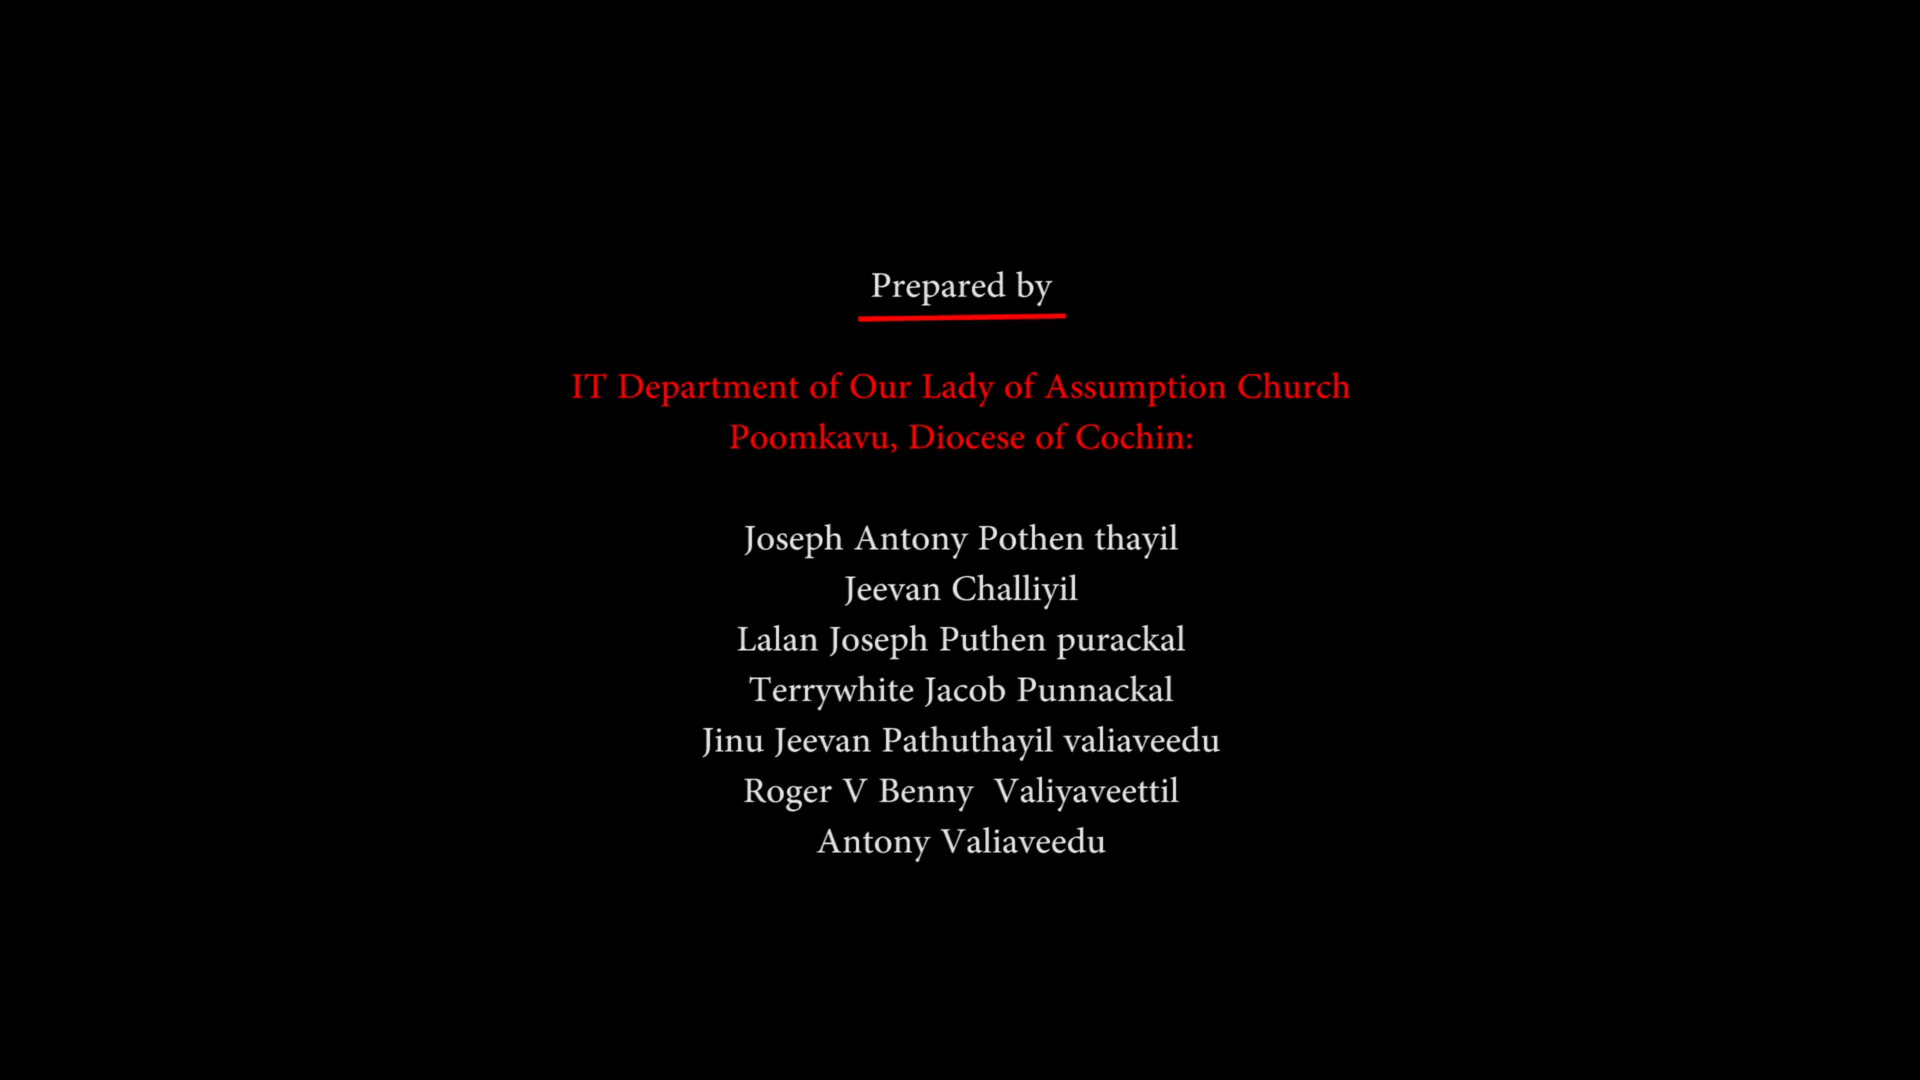 Prepared by
IT Department of Our Lady of Assumption Church
Poomkavu, Diocese of Cochin:
Joseph Antony Pothen thayil
Jeevan Challiyil
Lalan Joseph Puthen purackal
Terrywhite Jacob Punnackal
Jinu Jeevan Pathuthayil valiaveedu
Roger V Benny  Valiyaveettil
Antony Valiaveedu